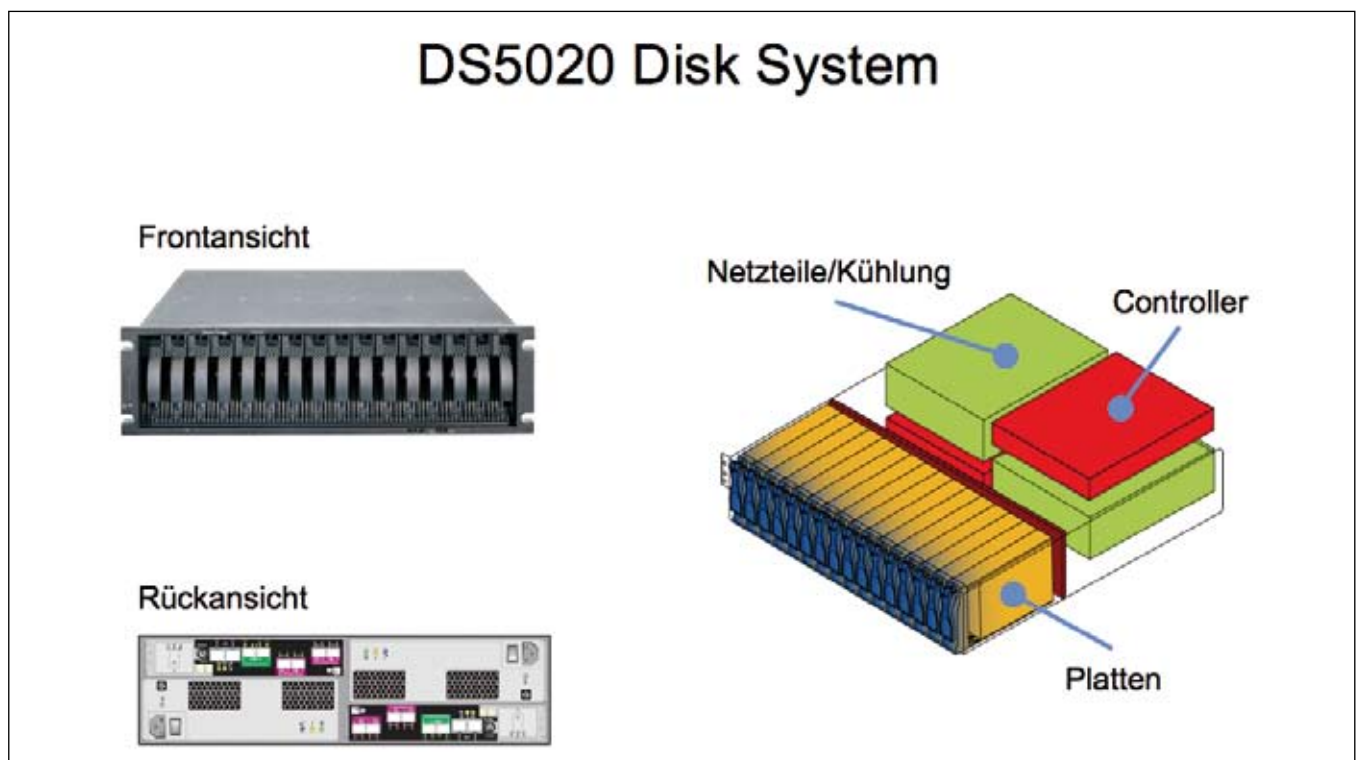 DS5020 Disk System
Frontansicht
Netzteile/Kühlung
Controller
Rückansicht
Platten